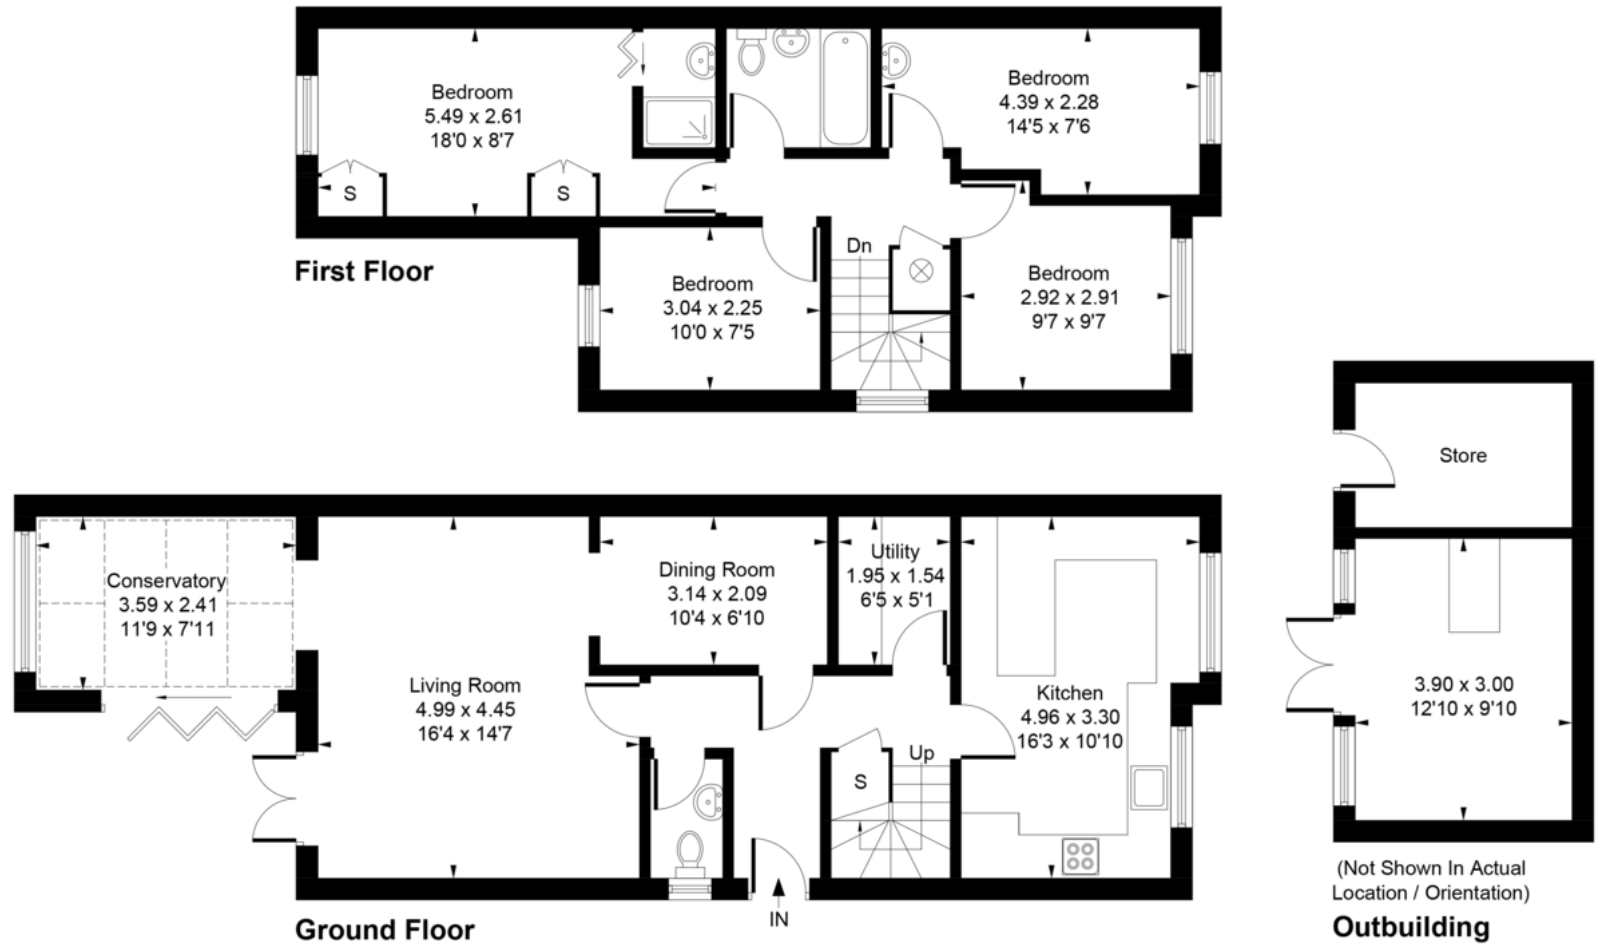 Bedroom
5.49 x 2.61
18'0 x 8'7
S
S
Bedroom
4.39 x 2.28
14'5 x 7'6
First Floor
Bedroom
3.04 x 2.25
10'0 x 7'5
Dn
Bedroom
2.92 x 2.91
9'7 x 9'7
Store
Conservatory
3.59 x 2.41
11'9 x 7'11
Living Room
4.99 x 4.45
16'4 x 14'7
Dining Room
3.14 x 2.09
10'4 x 6'10
Utility
1.95 x 1.54
6'5 x 5'1
Kitchen
4.96 x 3.30
16'3 x 10'10
S
Up
3.90 x 3.00
12'10 x 9'10
IN
Ground Floor
(Not Shown In Actual
Location / Orientation)
Outbuilding